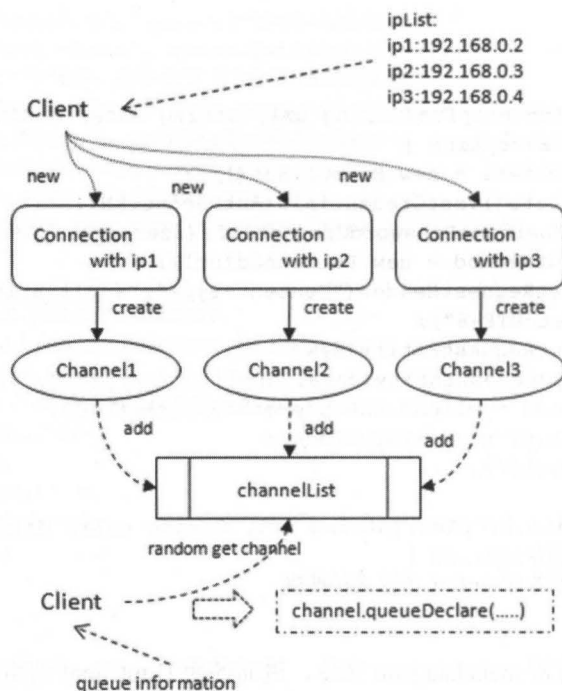 ipList:
ip1:192.168.0.2
ip2:192.168.0.3
ip3:192.168.0.4
Client
new
new
new
Connection
with ip1
Connection
with ip2
Connection
with ip3
create
create
create
Channel1
Channel2
Channel3
add
add
add
channelList
random get channel
Client
channel.queueDeclare(.....)
queue information